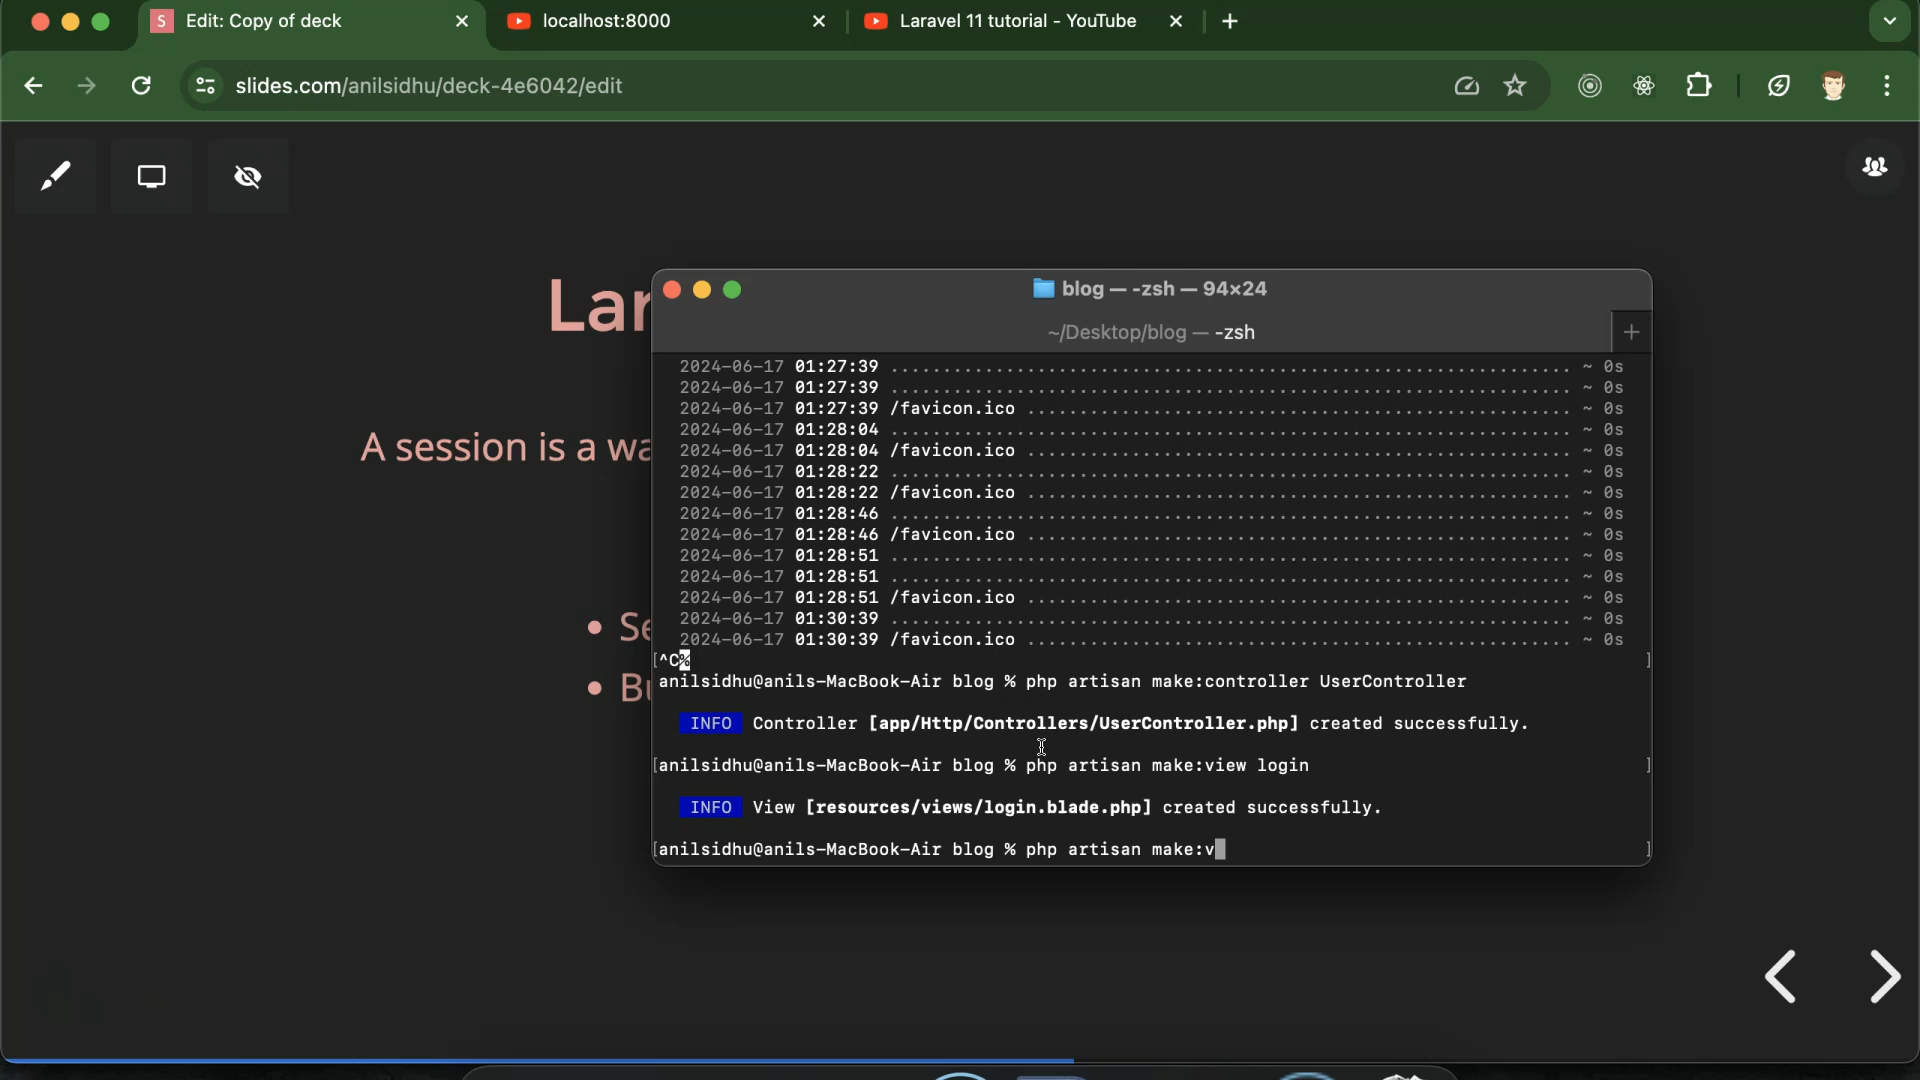 Edit: Copy of deck
localhost:8000
Laravel 11 tutorial - YouTube
slides.com/anilsidhu/deck-4e6042/edit
Lar
A session is a wa
Se
Bu
blog — -zsh — 94×24
~/Desktop/blog — -zsh
2024-06-17 01:27:39 ................................................................. ~ 0s
2024-06-17 01:27:39 ................................................................. ~ 0s
2024-06-17 01:27:39 /favicon.ico .................................................... ~ 0s
2024-06-17 01:28:04 ................................................................. ~ 0s
2024-06-17 01:28:04 /favicon.ico .................................................... ~ 0s
2024-06-17 01:28:22 ................................................................. ~ 0s
2024-06-17 01:28:22 /favicon.ico .................................................... ~ 0s
2024-06-17 01:28:46 ................................................................. ~ 0s
2024-06-17 01:28:46 /favicon.ico .................................................... ~ 0s
2024-06-17 01:28:51 ................................................................. ~ 0s
2024-06-17 01:28:51 ................................................................. ~ 0s
2024-06-17 01:28:51 /favicon.ico .................................................... ~ 0s
2024-06-17 01:30:39 ................................................................. ~ 0s
2024-06-17 01:30:39 /favicon.ico .................................................... ~ 0s
[^C% ]
anilsidhu@anils-MacBook-Air blog % php artisan make:controller UserController
INFO Controller [app/Http/Controllers/UserController.php] created successfully.
[anilsidhu@anils-MacBook-Air blog % php artisan make:view login ]
INFO View [resources/views/login.blade.php] created successfully.
[anilsidhu@anils-MacBook-Air blog % php artisan make:v ]